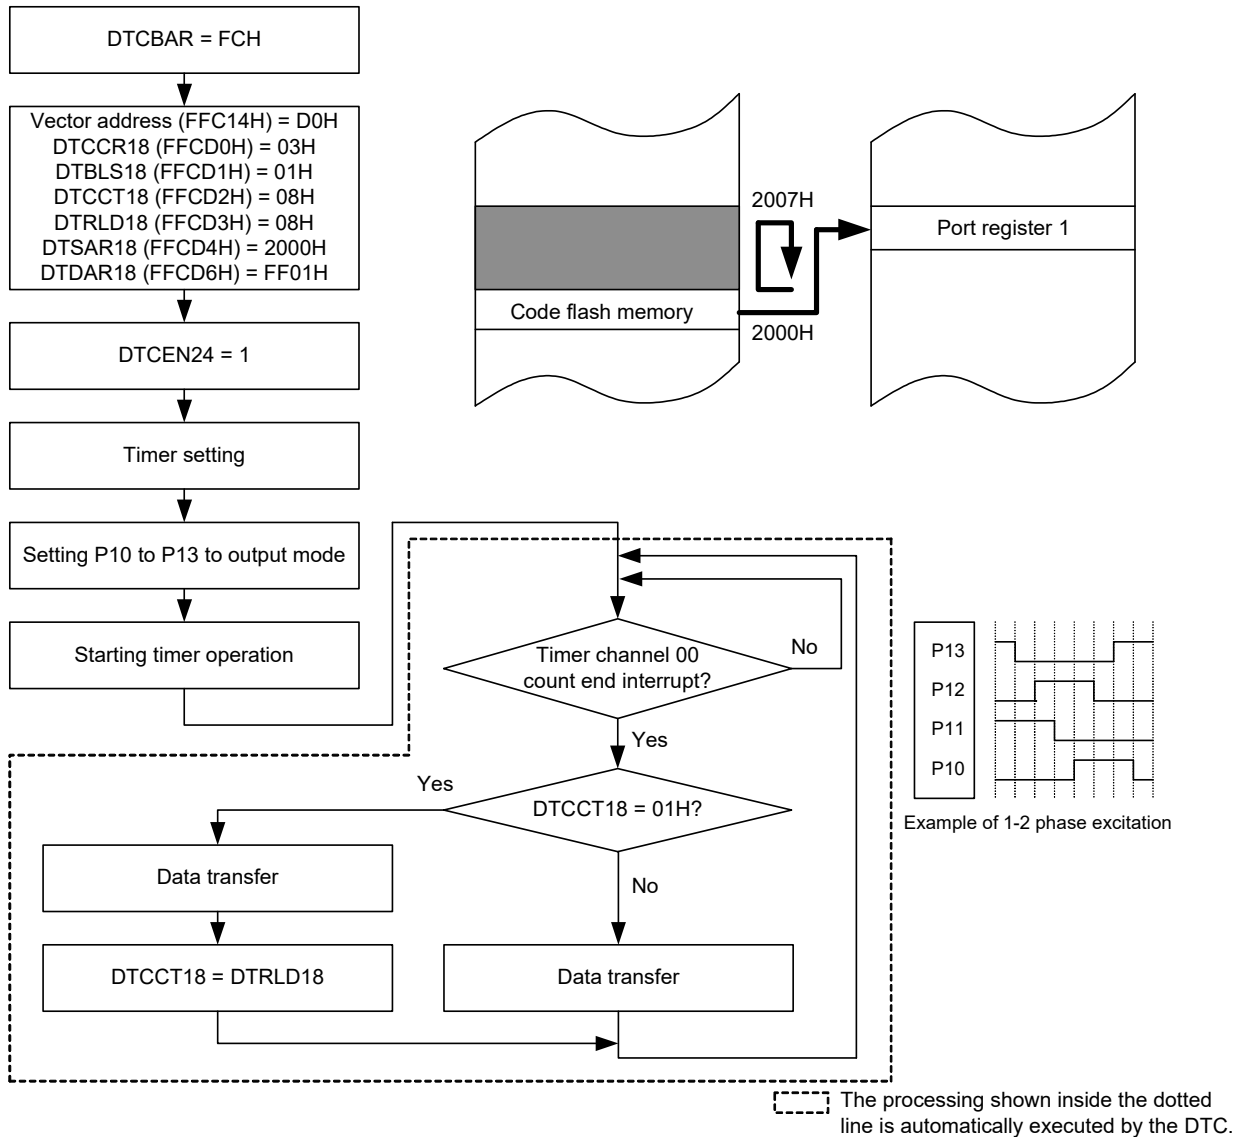 DTCBAR = FCH
Vector address (FFC14H) = D0H
DTCCR18 (FFCD0H) = 03H
DTBLS18 (FFCD1H) = 01H
DTCCT18 (FFCD2H) = 08H
DTRLD18 (FFCD3H) = 08H
DTSAR18 (FFCD4H) = 2000H
DTDAR18 (FFCD6H) = FF01H
DTCEN24 = 1
Timer setting
Setting P10 to P13 to output mode
Starting timer operation
2007H
Port register 1
Code flash memory
2000H
Timer channel 00
count end interrupt?
No
Yes
DTCCT18 = 01H?
Yes
No
Data transfer
DTCCT18 = DTRLD18
Data transfer
P13
P12
P11
P10
Example of 1-2 phase excitation
The processing shown inside the dotted
line is automatically executed by the DTC.